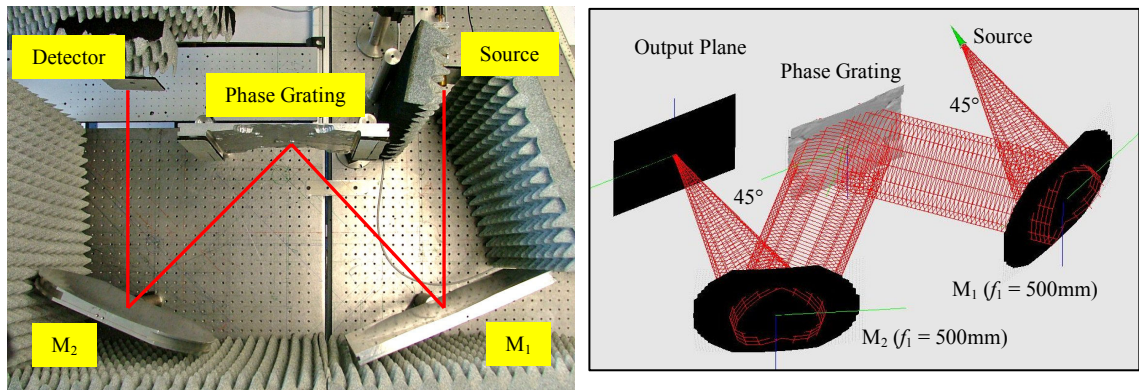 Detector
Phase Grating
Source
M₂
M₁
Output Plane
Phase Grating
Source
45°
45°
M₁ (f₁ = 500mm)
M₂ (f₁ = 500mm)